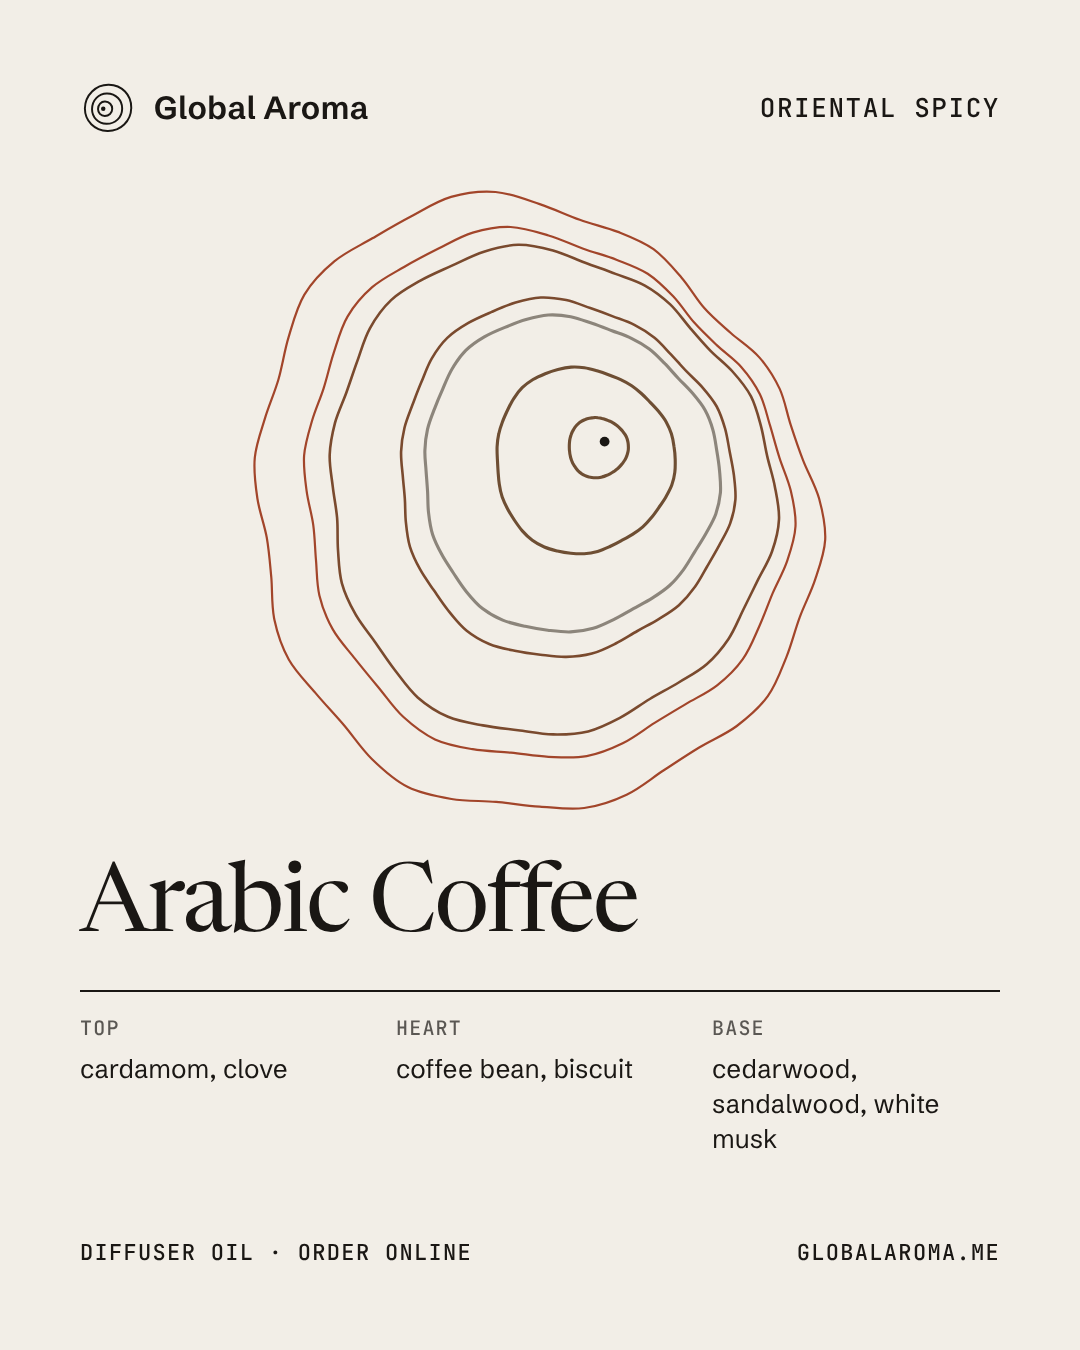 Global Aroma
ORIENTAL SPICY
Arabic Coffee
TOP
cardamom, clove
HEART
coffee bean, biscuit
BASE
cedarwood,
sandalwood, white
musk
DIFFUSER OIL · ORDER ONLINE
GLOBALAROMA.ME